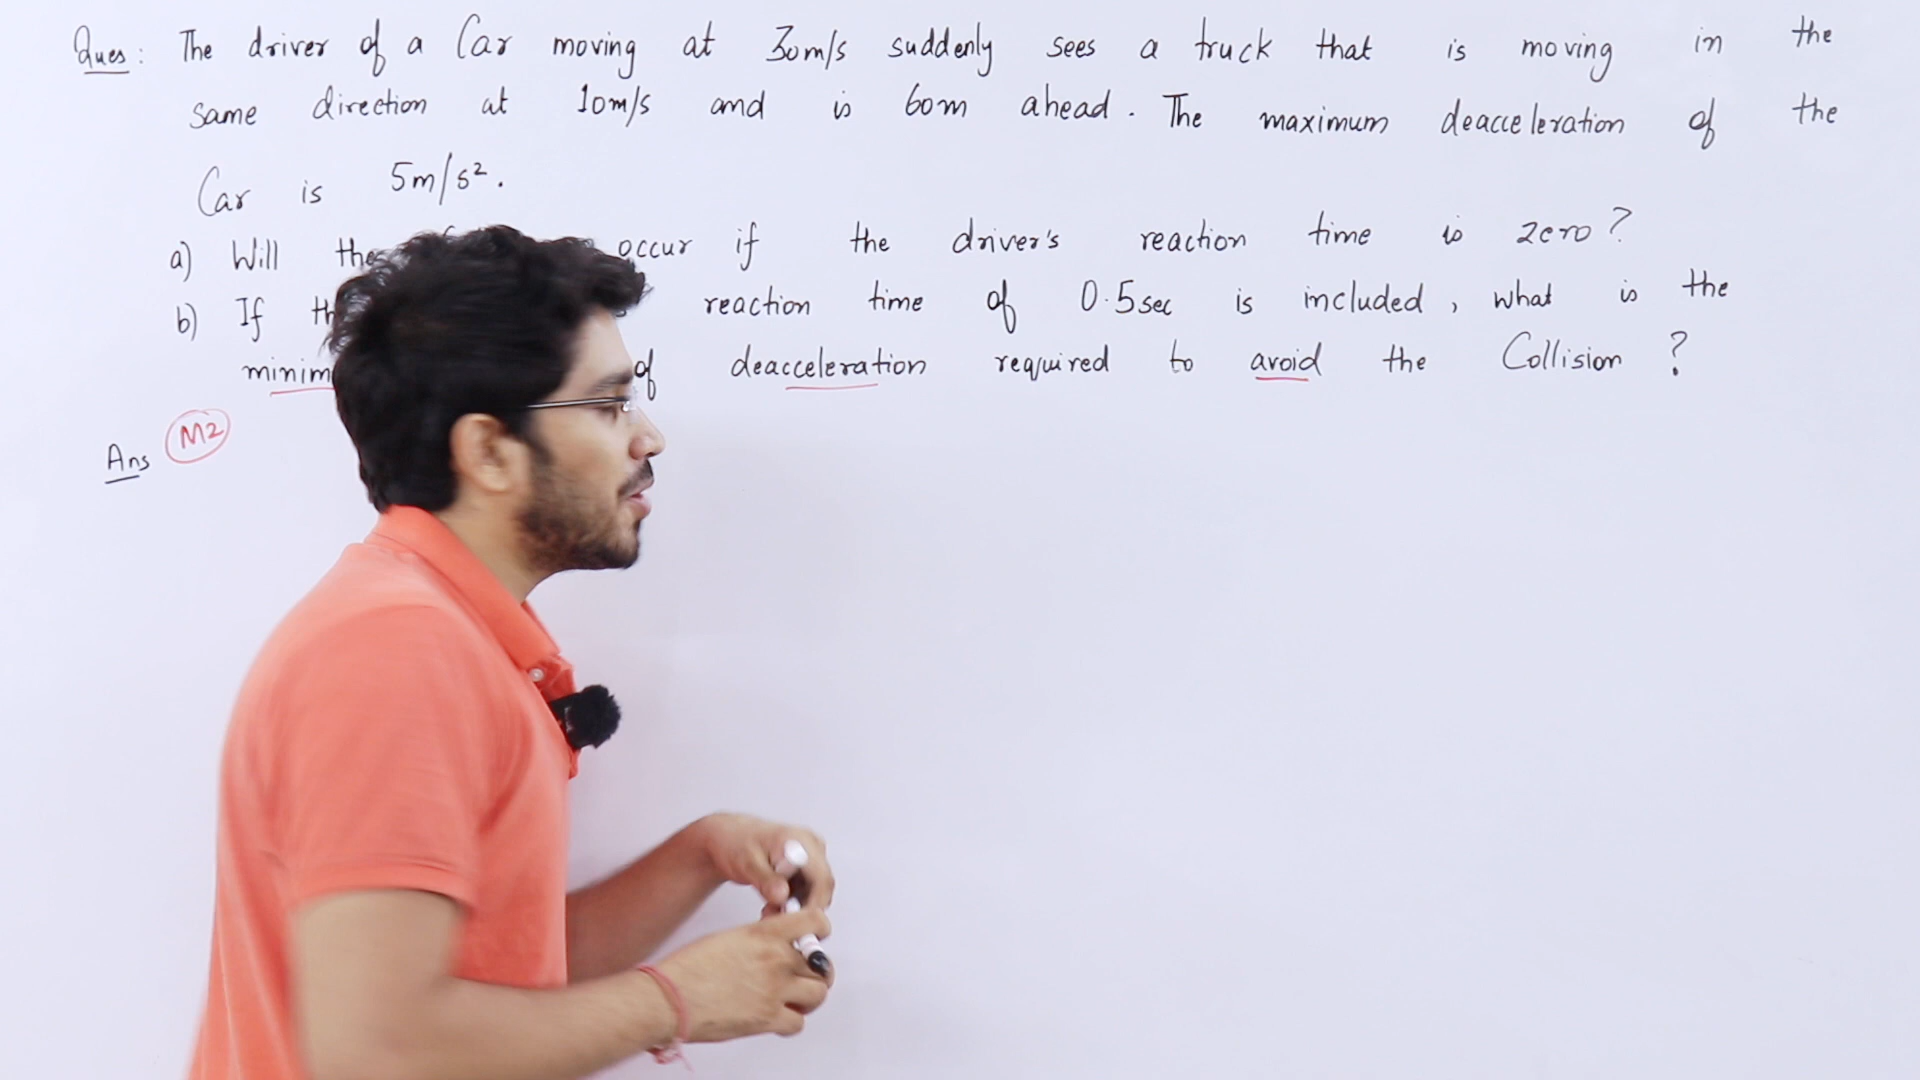 Ques: The driver of a Car moving at 30m/s suddenly sees a truck that is moving in the
same direction at 10m/s and is 60m ahead. The maximum deacceleration of the
Car is 5m/s².
a) Will the occur if the driver's reaction time is zero?
b) If reaction time of 0.5sec is included, what is the
of deacceleration required to avoid the Collision?
Ans M2